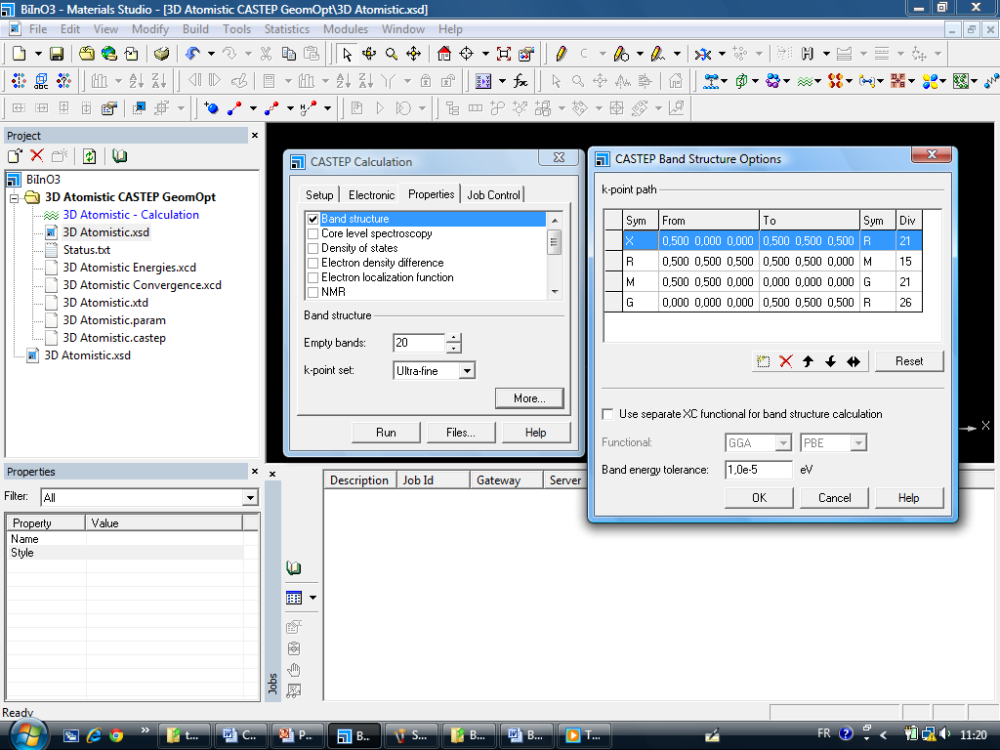 BiInO3 - Materials Studio - [3D Atomistic CASTEP GeomOpt\3D Atomistic.xsd]
File Edit View Modify Build Tools Statistics Modules Window Help
Project
BiInO3
3D Atomistic CASTEP GeomOpt
3D Atomistic - Calculation
3D Atomistic.xsd
Status.txt
3D Atomistic Energies.xcd
3D Atomistic Convergence.xcd
3D Atomistic.xtd
3D Atomistic.param
3D Atomistic.castep
3D Atomistic.xsd
CASTEP Calculation
Setup Electronic Properties Job Control
Band structure
Core level spectroscopy
Density of states
Electron density difference
Electron localization function
NMR
Band structure
Empty bands: 20
k-point set: Ultra-fine
More...
Run Files... Help
CASTEP Band Structure Options
k-point path
Sym From To Sym Div
X 0,500 0,000 0,000 0,500 0,500 0,500 R 21
R 0,500 0,500 0,500 0,500 0,500 0,000 M 15
M 0,500 0,500 0,000 0,000 0,000 0,000 G 21
G 0,000 0,000 0,000 0,500 0,500 0,500 R 26
Reset
Use separate XC functional for band structure calculation
Functional: GGA PBE
Band energy tolerance: 1,0e-5 eV
OK Cancel Help
X
Properties
Filter: All
Property Value
Name
Style
Description Job Id Gateway Server
Jobs
Ready
t... C... P... B... S... B... B... T... FR 11:20